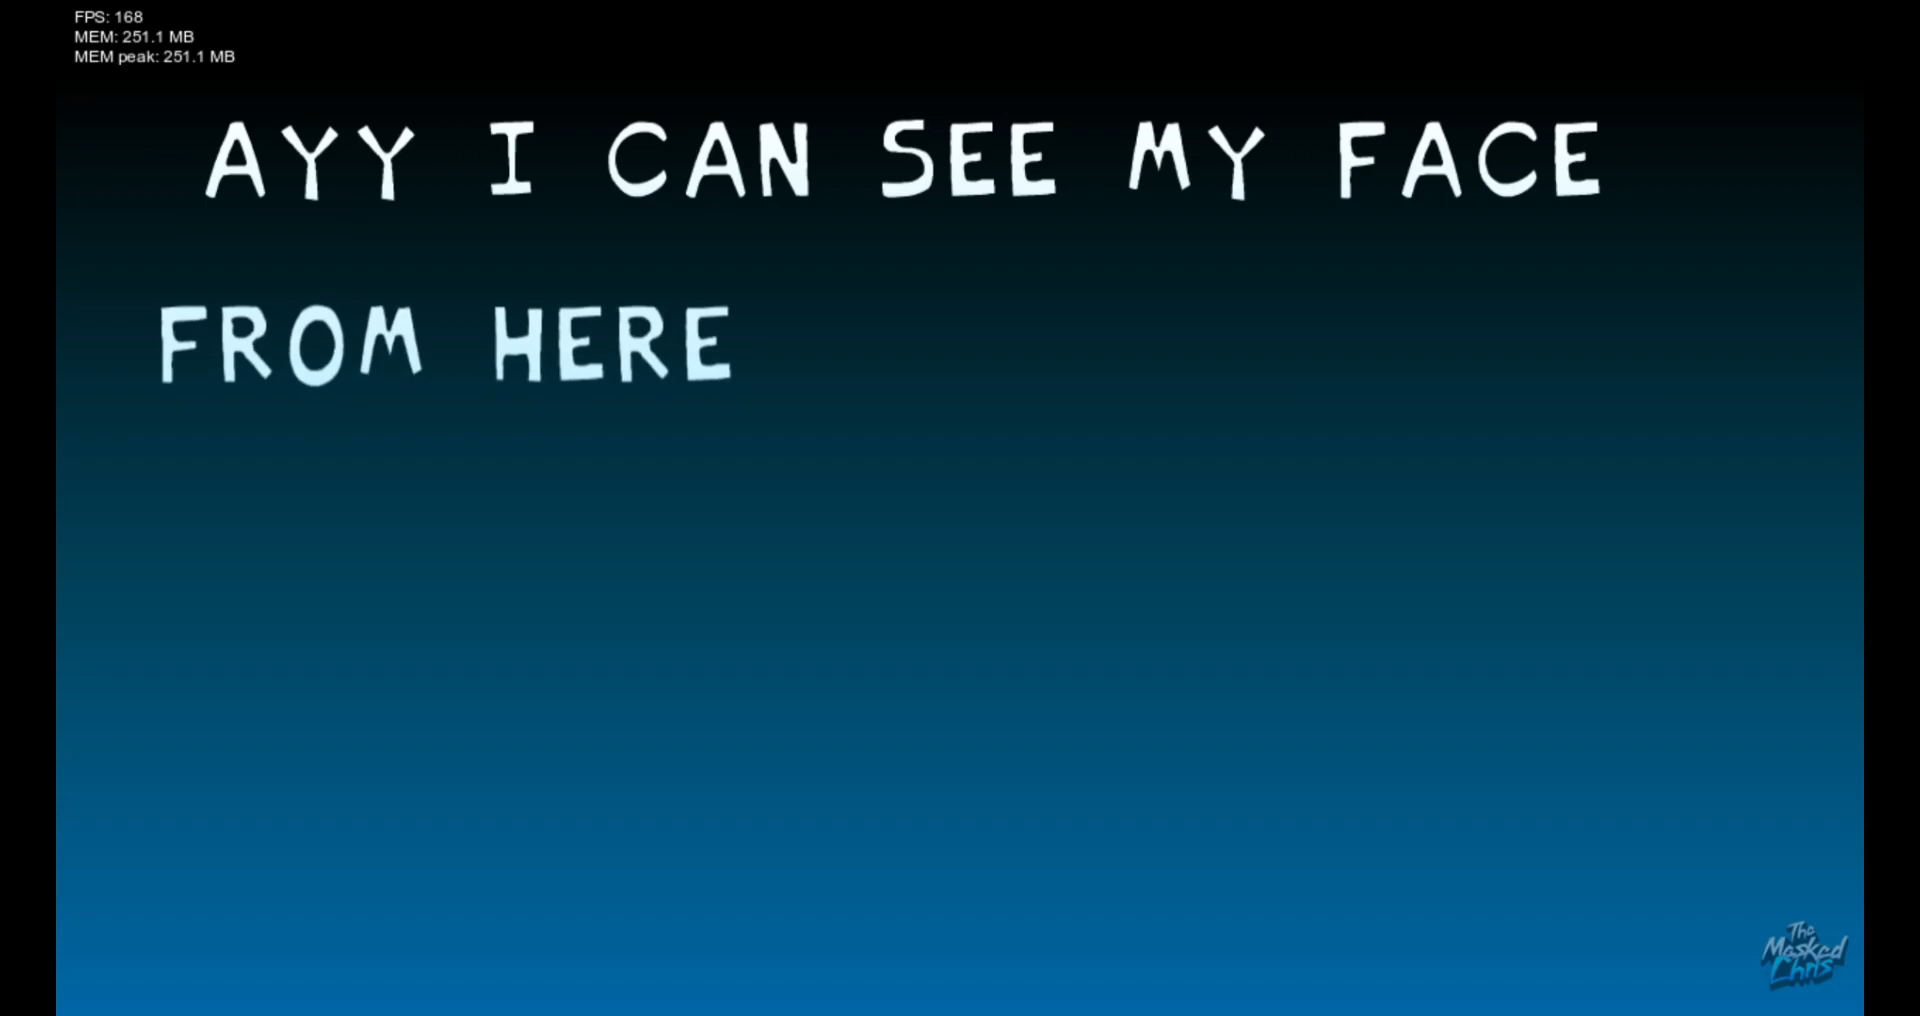 FPS: 168
MEM: 251.1 MB
MEM peak: 251.1 MB
AYY I CAN SEE MY FACE
FROM HERE
The
Masked
Chris